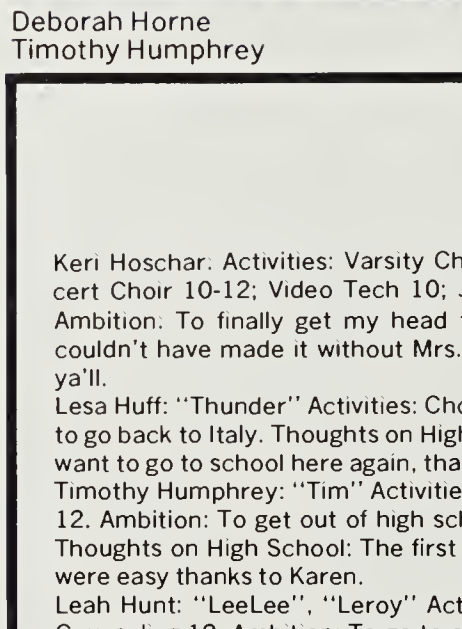 Deborah Horne
Timothy Humphrey
Keri Hoschar: Activities: Varsity Ch
cert Choir 10-12; Video Tech 10; J
Ambition: To finally get my head
couldn't have made it without Mrs.
ya'll.
Lesa Huff: "Thunder" Activities: Cho
to go back to Italy. Thoughts on High
want to go to school here again, tha
Timothy Humphrey: "Tim" Activitie
12. Ambition: To get out of high scl
Thoughts on High School: The first
were easy thanks to Karen.
Leah Hunt: "LeeLee", "Leroy" Act